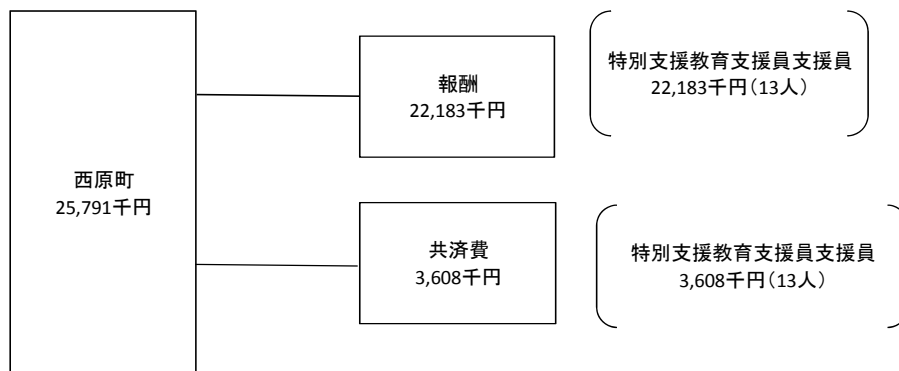 西原町
25,791千円
報酬
22,183千円
特別支援教育支援員支援員
22,183千円(13人)
共済費
3,608千円
特別支援教育支援員支援員
3,608千円(13人)